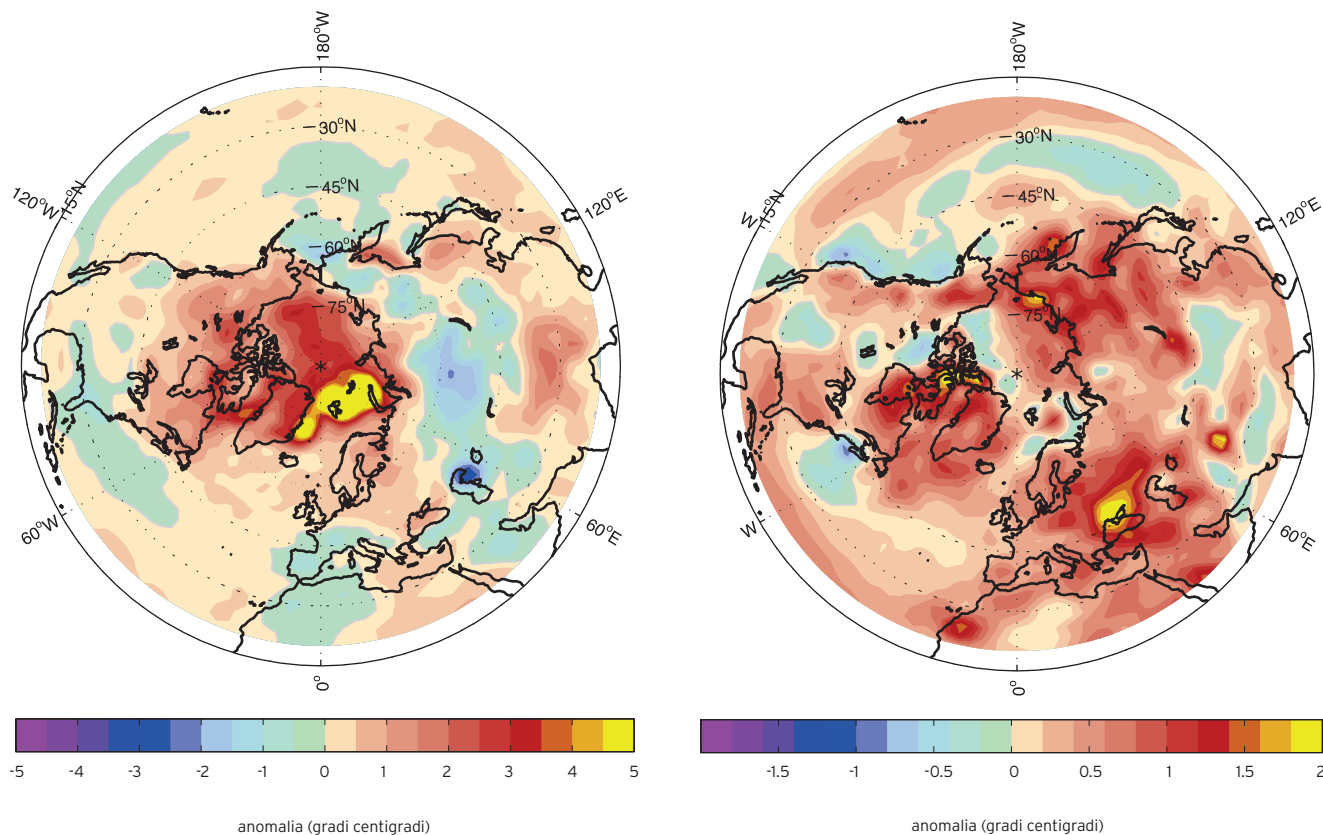 180°W
30°N
45°N
60°N
75°N
120°W
15°N
120°E
60°W
60°E
0°
-5 -4 -3 -2 -1 0 1 2 3 4 5
anomalia (gradi centigradi)
180°W
30°N
45°N
60°N
75°N
W
15°N
120°E
W
60°E
0°
-1.5 -1 -0.5 0 0.5 1 1.5 2
anomalia (gradi centigradi)